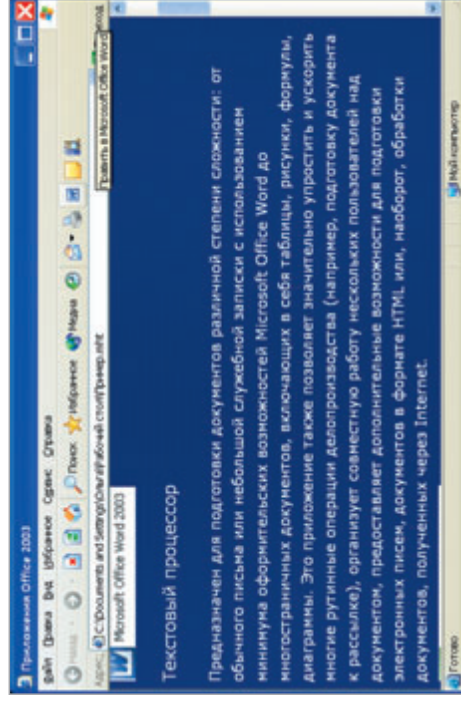 Приложения Office 2003
Файл Правка Вид Избранное Сервис Справка
Назад Поиск Избранное Медиа
Адрес: C:\Documents and Settings\Ольга\Рабочий стол\Пример.mht
Править в Microsoft Office Word
Microsoft Office Word 2003
Текстовый процессор
Предназначен для подготовки документов различной степени сложности: от
обычного письма или небольшой служебной записки с использованием
минимума оформительских возможностей Microsoft Office Word до
многостраничных документов, включающих в себя таблицы, рисунки, формулы,
диаграммы. Это приложение также позволяет значительно упростить и ускорить
многие рутинные операции делопроизводства (например, подготовку документа
к рассылке), организует совместную работу нескольких пользователей над
документом, предоставляет дополнительные возможности для подготовки
электронных писем, документов в формате HTML или, наоборот, обработки
документов, полученных через Internet.
Готово
Мой компьютер